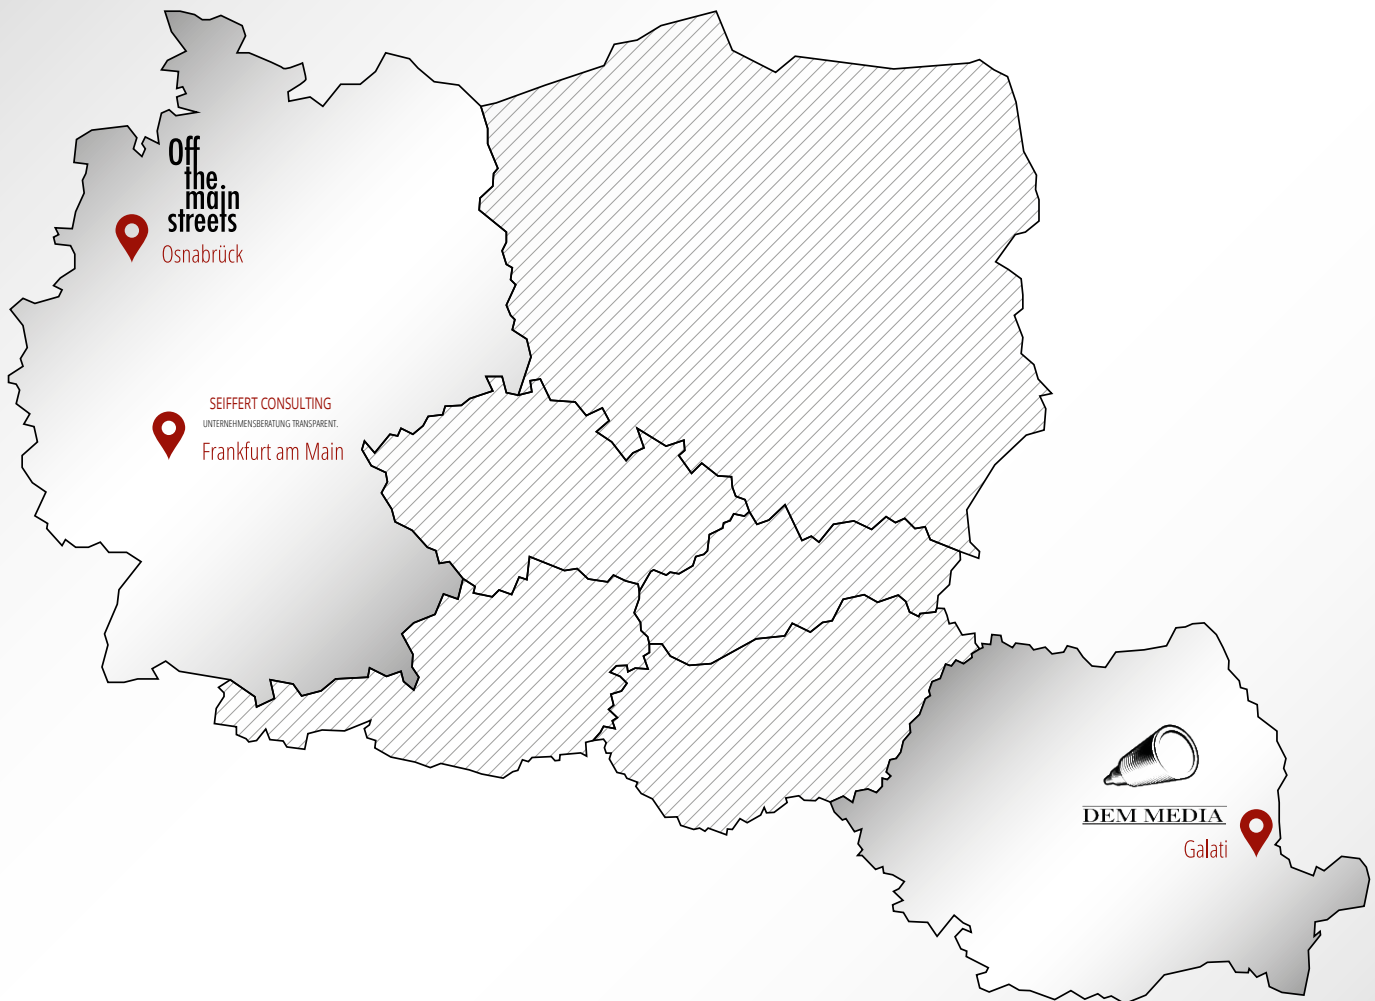 Off
the
main
streets
Osnabrück
SEIFFERT CONSULTING
UNTERNEHMENSBERATUNG TRANSPARENT.
Frankfurt am Main
DEM MEDIA
Galati